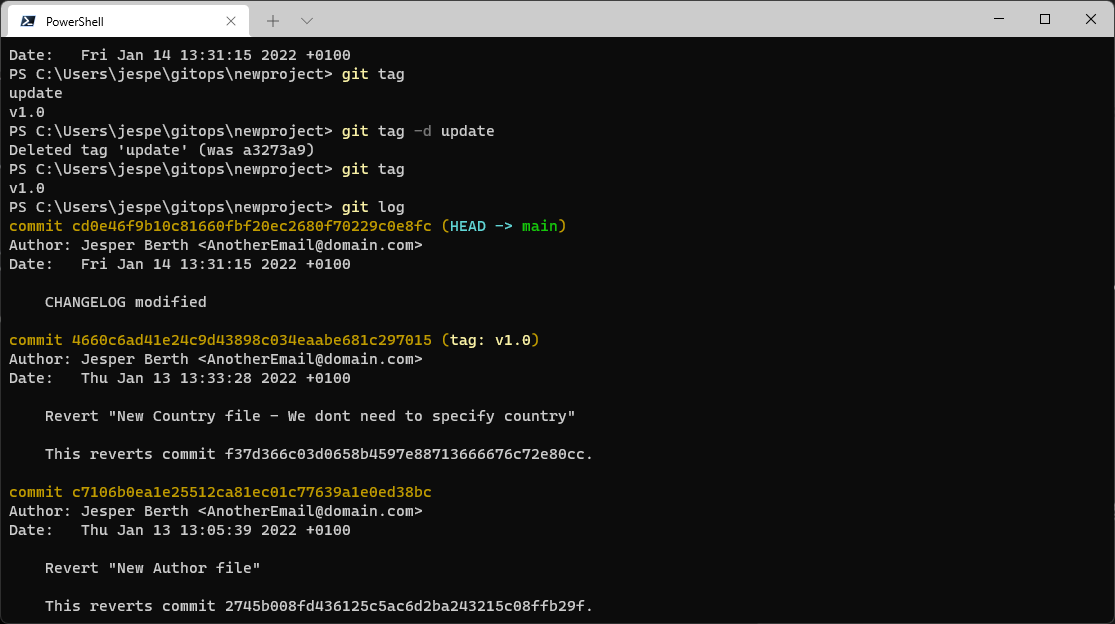 PowerShell
Date:   Fri Jan 14 13:31:15 2022 +0100
PS C:\Users\jespe\gitops\newproject> git tag
update
v1.0
PS C:\Users\jespe\gitops\newproject> git tag -d update
Deleted tag 'update' (was a3273a9)
PS C:\Users\jespe\gitops\newproject> git tag
v1.0
PS C:\Users\jespe\gitops\newproject> git log
commit cd0e46f9b10c81660fbf20ec2680f70229c0e8fc (HEAD -> main)
Author: Jesper Berth <AnotherEmail@domain.com>
Date:   Fri Jan 14 13:31:15 2022 +0100

    CHANGELOG modified

commit 4660c6ad41e24c9d43898c034eaabe681c297015 (tag: v1.0)
Author: Jesper Berth <AnotherEmail@domain.com>
Date:   Thu Jan 13 13:33:28 2022 +0100

    Revert "New Country file - We dont need to specify country"

    This reverts commit f37d366c03d0658b4597e88713666676c72e80cc.

commit c7106b0ea1e25512ca81ec01c77639a1e0ed38bc
Author: Jesper Berth <AnotherEmail@domain.com>
Date:   Thu Jan 13 13:05:39 2022 +0100

    Revert "New Author file"

    This reverts commit 2745b008fd436125c5ac6d2ba243215c08ffb29f.